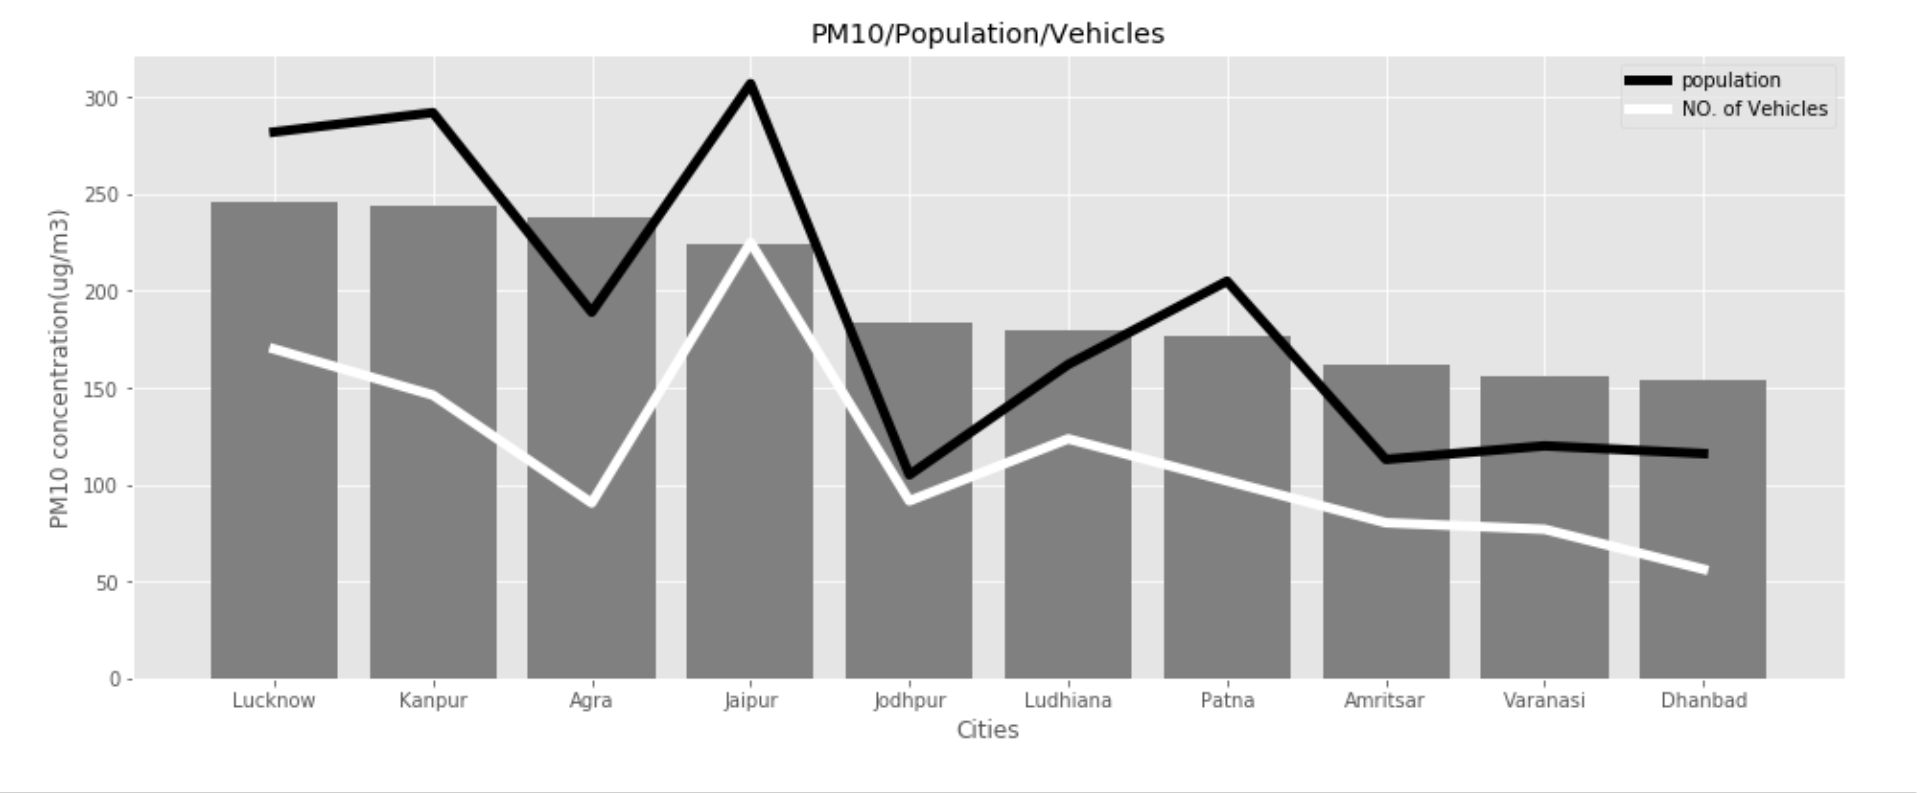 PM10/Population/Vehicles
population
NO. of Vehicles
300
250
200
150
100
50
0
PM10 concentration(ug/m3)
Lucknow Kanpur Agra Jaipur Jodhpur Ludhiana Patna Amritsar Varanasi Dhanbad
Cities